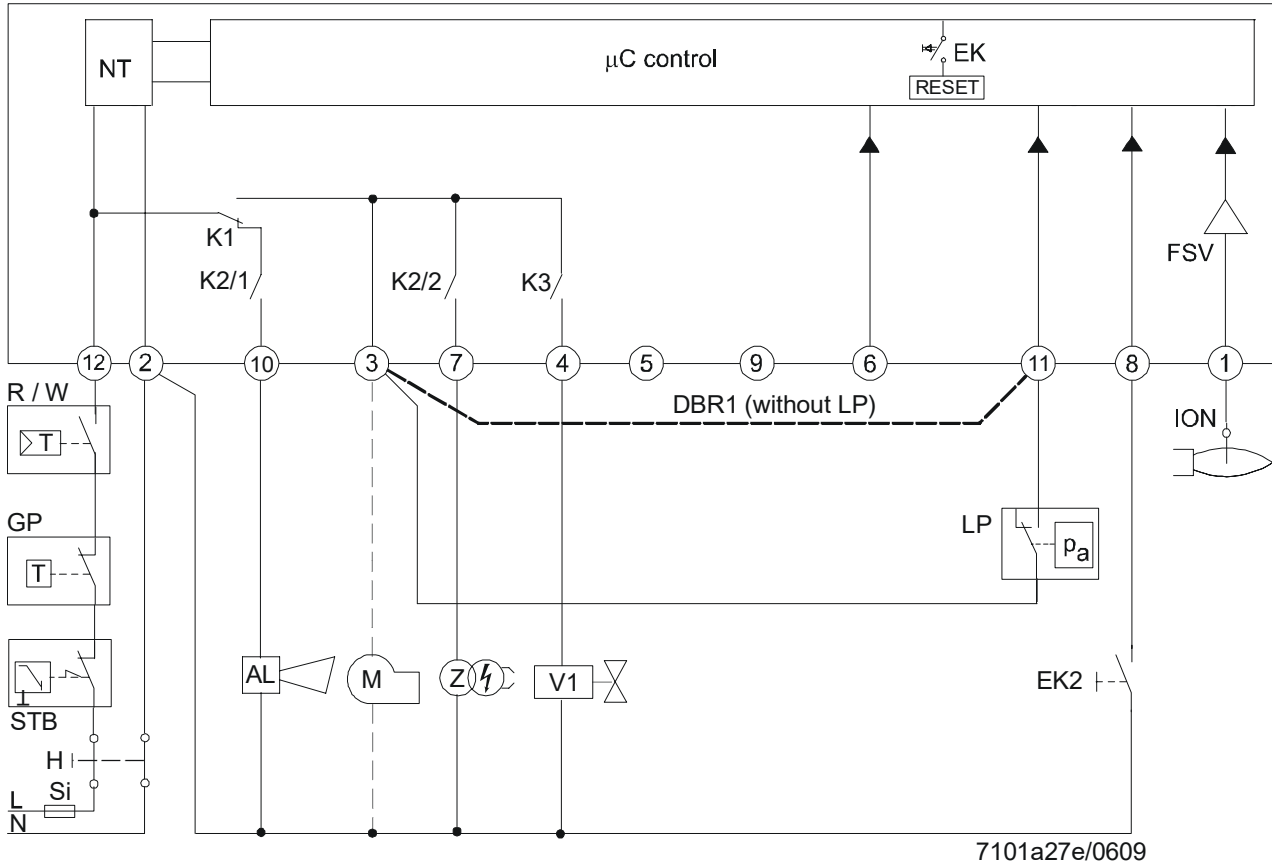 NT
µC control
EK
RESET
FSV
K1
K2/1
K2/2
K3
12
2
10
3
7
4
5
9
6
11
8
1
R / W
DBR1 (without LP)
ION
T
GP
LP
pa
T
AL
M
Z
V1
EK2
STB
H
Si
L
N
7101a27e/0609